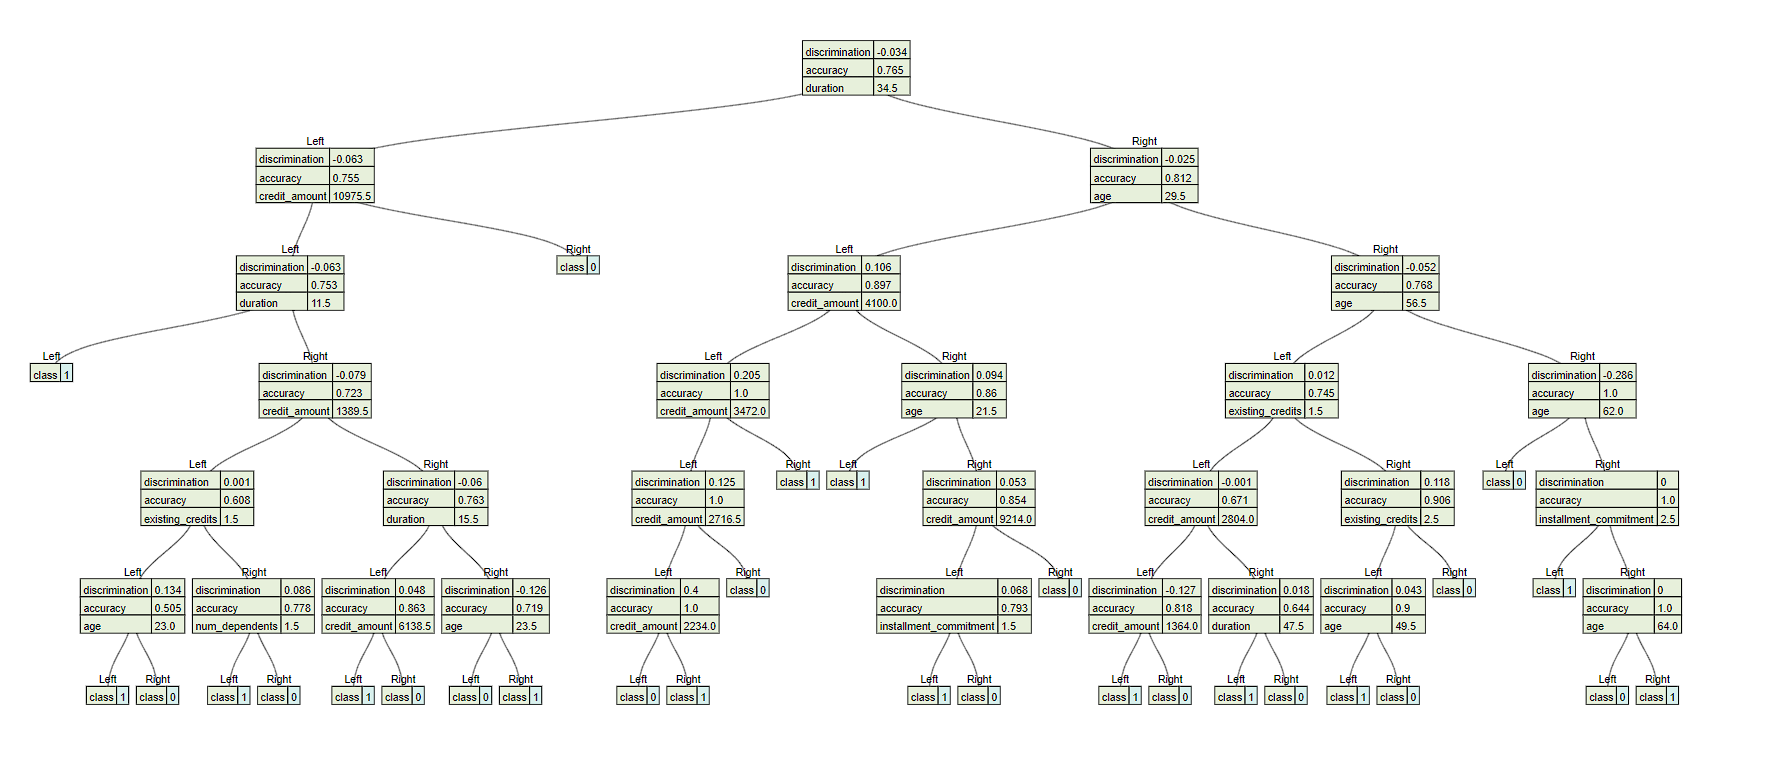 discrimination -0.034
accuracy 0.765
duration 34.5
Left Right
discrimination -0.063 discrimination -0.025
accuracy 0.755 accuracy 0.812
credit_amount 10975.5 age 29.5
Left Right Left Right
discrimination -0.063 class 0 discrimination 0.106 discrimination -0.052
accuracy 0.753 accuracy 0.897 accuracy 0.768
duration 11.5 credit_amount 4100.0 age 56.5
Left Right Left Right Left Right
class 1 discrimination -0.079 discrimination 0.205 discrimination 0.094 discrimination 0.012 discrimination -0.286
accuracy 0.723 accuracy 1.0 accuracy 0.86 accuracy 0.745 accuracy 1.0
credit_amount 1389.5 credit_amount 3472.0 age 21.5 existing_credits 1.5 age 62.0
Left Right Left Right Left Right Left Right Left Right
discrimination 0.001 discrimination -0.06 discrimination 0.125 class 1 class 1 discrimination 0.053 discrimination -0.001 discrimination 0.118 class 0 discrimination 0
accuracy 0.608 accuracy 0.763 accuracy 1.0 accuracy 0.854 accuracy 0.671 accuracy 0.906 accuracy 1.0
existing_credits 1.5 duration 15.5 credit_amount 2716.5 credit_amount 9214.0 credit_amount 2804.0 existing_credits 2.5 installment_commitment 2.5
Left Right Left Right Left Right Left Right Left Right Left Right Left Right
discrimination 0.134 discrimination 0.086 discrimination 0.048 discrimination -0.126 discrimination 0.4 class 0 discrimination 0.068 class 0 discrimination -0.127 discrimination 0.018 discrimination 0.043 class 0 class 1 discrimination 0
accuracy 0.505 accuracy 0.778 accuracy 0.863 accuracy 0.719 accuracy 1.0 accuracy 0.793 accuracy 0.818 accuracy 0.644 accuracy 0.9 accuracy 1.0
age 23.0 num_dependents 1.5 credit_amount 6138.5 age 23.5 credit_amount 2234.0 installment_commitment 1.5 credit_amount 1364.0 duration 47.5 age 49.5 age 64.0
Left Right Left Right Left Right Left Right Left Right Left Right Left Right Left Right Left Right Left Right
class 1 class 0 class 1 class 0 class 1 class 0 class 0 class 1 class 0 class 1 class 1 class 0 class 1 class 0 class 1 class 0 class 1 class 0 class 0 class 1